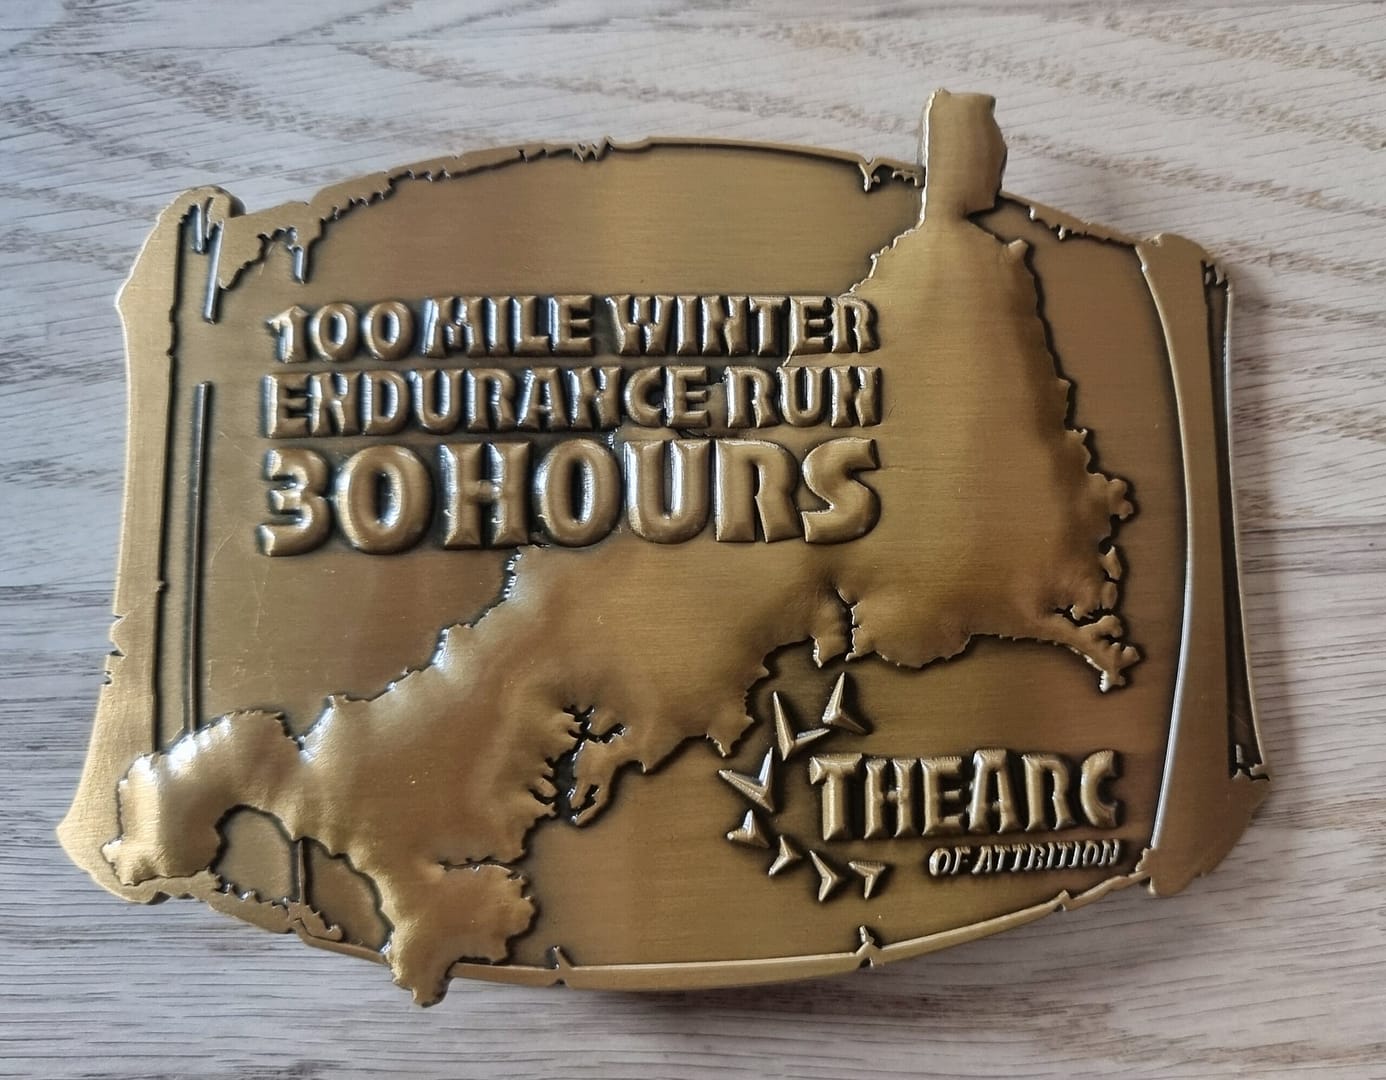 100 MILE WINTER
ENDURANCE RUN
30 HOURS
THE ARC
OF ATTRITION